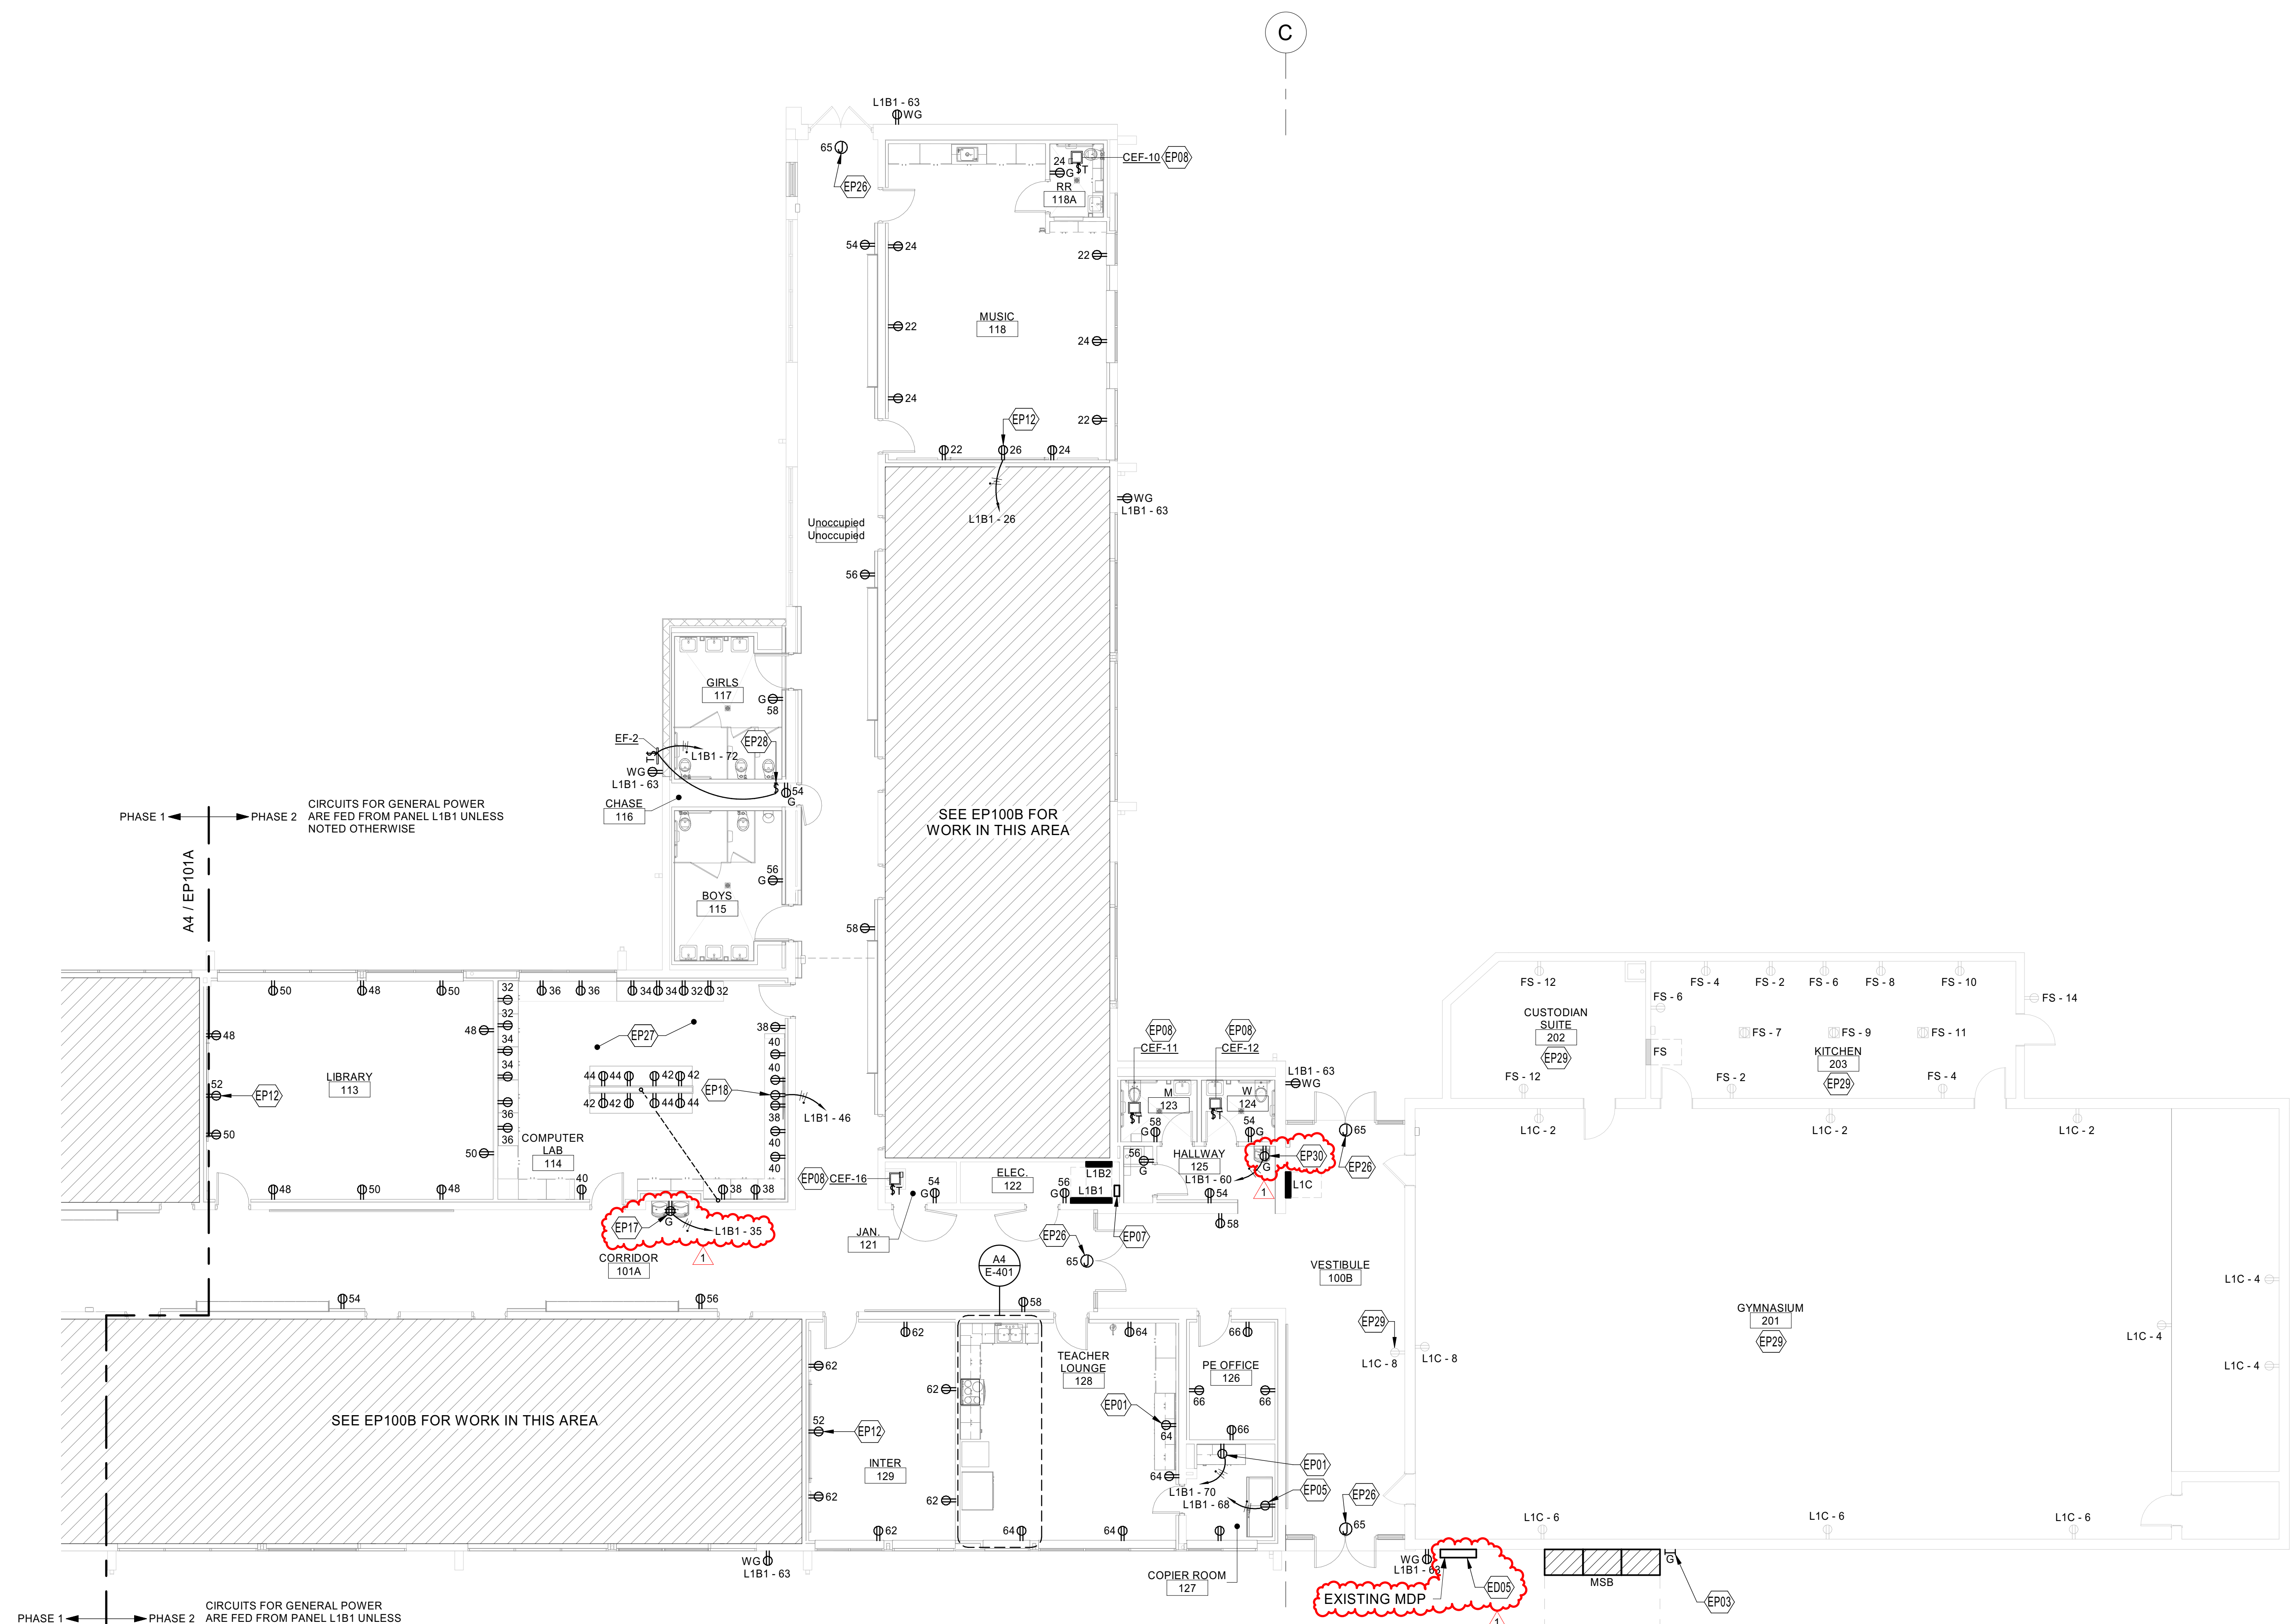 C
L1B1 - 63
WG
65
EP26
24
G
$T
CEF-10
EP08
RR
118A
54
24
22
MUSIC
118
22
24
24
22
EP12
22
26
24
L1B1 - 26
WG
L1B1 - 63
Unoccupied
Unoccupied
56
GIRLS
117
G
58
EF-2
EP28
L1B1 - 72
WG
L1B1 - 63
54
G
CHASE
116
SEE EP100B FOR
WORK IN THIS AREA
PHASE 1
PHASE 2
CIRCUITS FOR GENERAL POWER
ARE FED FROM PANEL L1B1 UNLESS
NOTED OTHERWISE
A4 / EP101A
56
G
BOYS
115
58
50
48
50
32
36
36
34
34
32
32
32
34
34
36
36
48
48
38
40
40
38
40
40
EP27
44
44
42
42
42
42
44
44
EP18
L1B1 - 46
LIBRARY
113
52
EP12
50
50
COMPUTER
LAB
114
48
50
48
40
38
38
EP17
G
L1B1 - 35
1
CORRIDOR
101A
EP08
CEF-16
$T
54
G
JAN.
121
ELEC.
122
56
G
L1B2
L1B1
EP07
EP08
CEF-11
EP08
CEF-12
M
123
W
124
$T
$T
58
G
54
G
56
G
HALLWAY
125
L1B1 - 60
G
EP30
1
L1C
54
58
L1B1 - 63
WG
65
EP26
EP26
65
VESTIBULE
100B
A4
E-401
54
56
58
SEE EP100B FOR WORK IN THIS AREA
62
62
62
52
EP12
INTER
129
62
62
62
TEACHER
LOUNGE
128
64
EP01
64
64
64
64
66
PE OFFICE
126
66
66
66
EP01
L1B1 - 70
L1B1 - 68
EP05
COPIER ROOM
127
WG
L1B1 - 63
EP29
L1C - 8
L1C - 8
EP26
65
WG
L1B1 - 63
EXISTING MDP
ED05
1
MSB
G
EP03
FS - 12
CUSTODIAN
SUITE
202
EP29
FS - 12
FS - 4
FS - 2
FS - 6
FS - 8
FS - 10
FS - 6
FS - 14
FS - 7
FS - 9
FS - 11
FS
KITCHEN
203
EP29
FS - 2
FS - 4
L1C - 2
L1C - 2
L1C - 2
GYMNASIUM
201
EP29
L1C - 4
L1C - 4
L1C - 4
L1C - 6
L1C - 6
L1C - 6
PHASE 1
PHASE 2
CIRCUITS FOR GENERAL POWER
ARE FED FROM PANEL L1B1 UNLESS